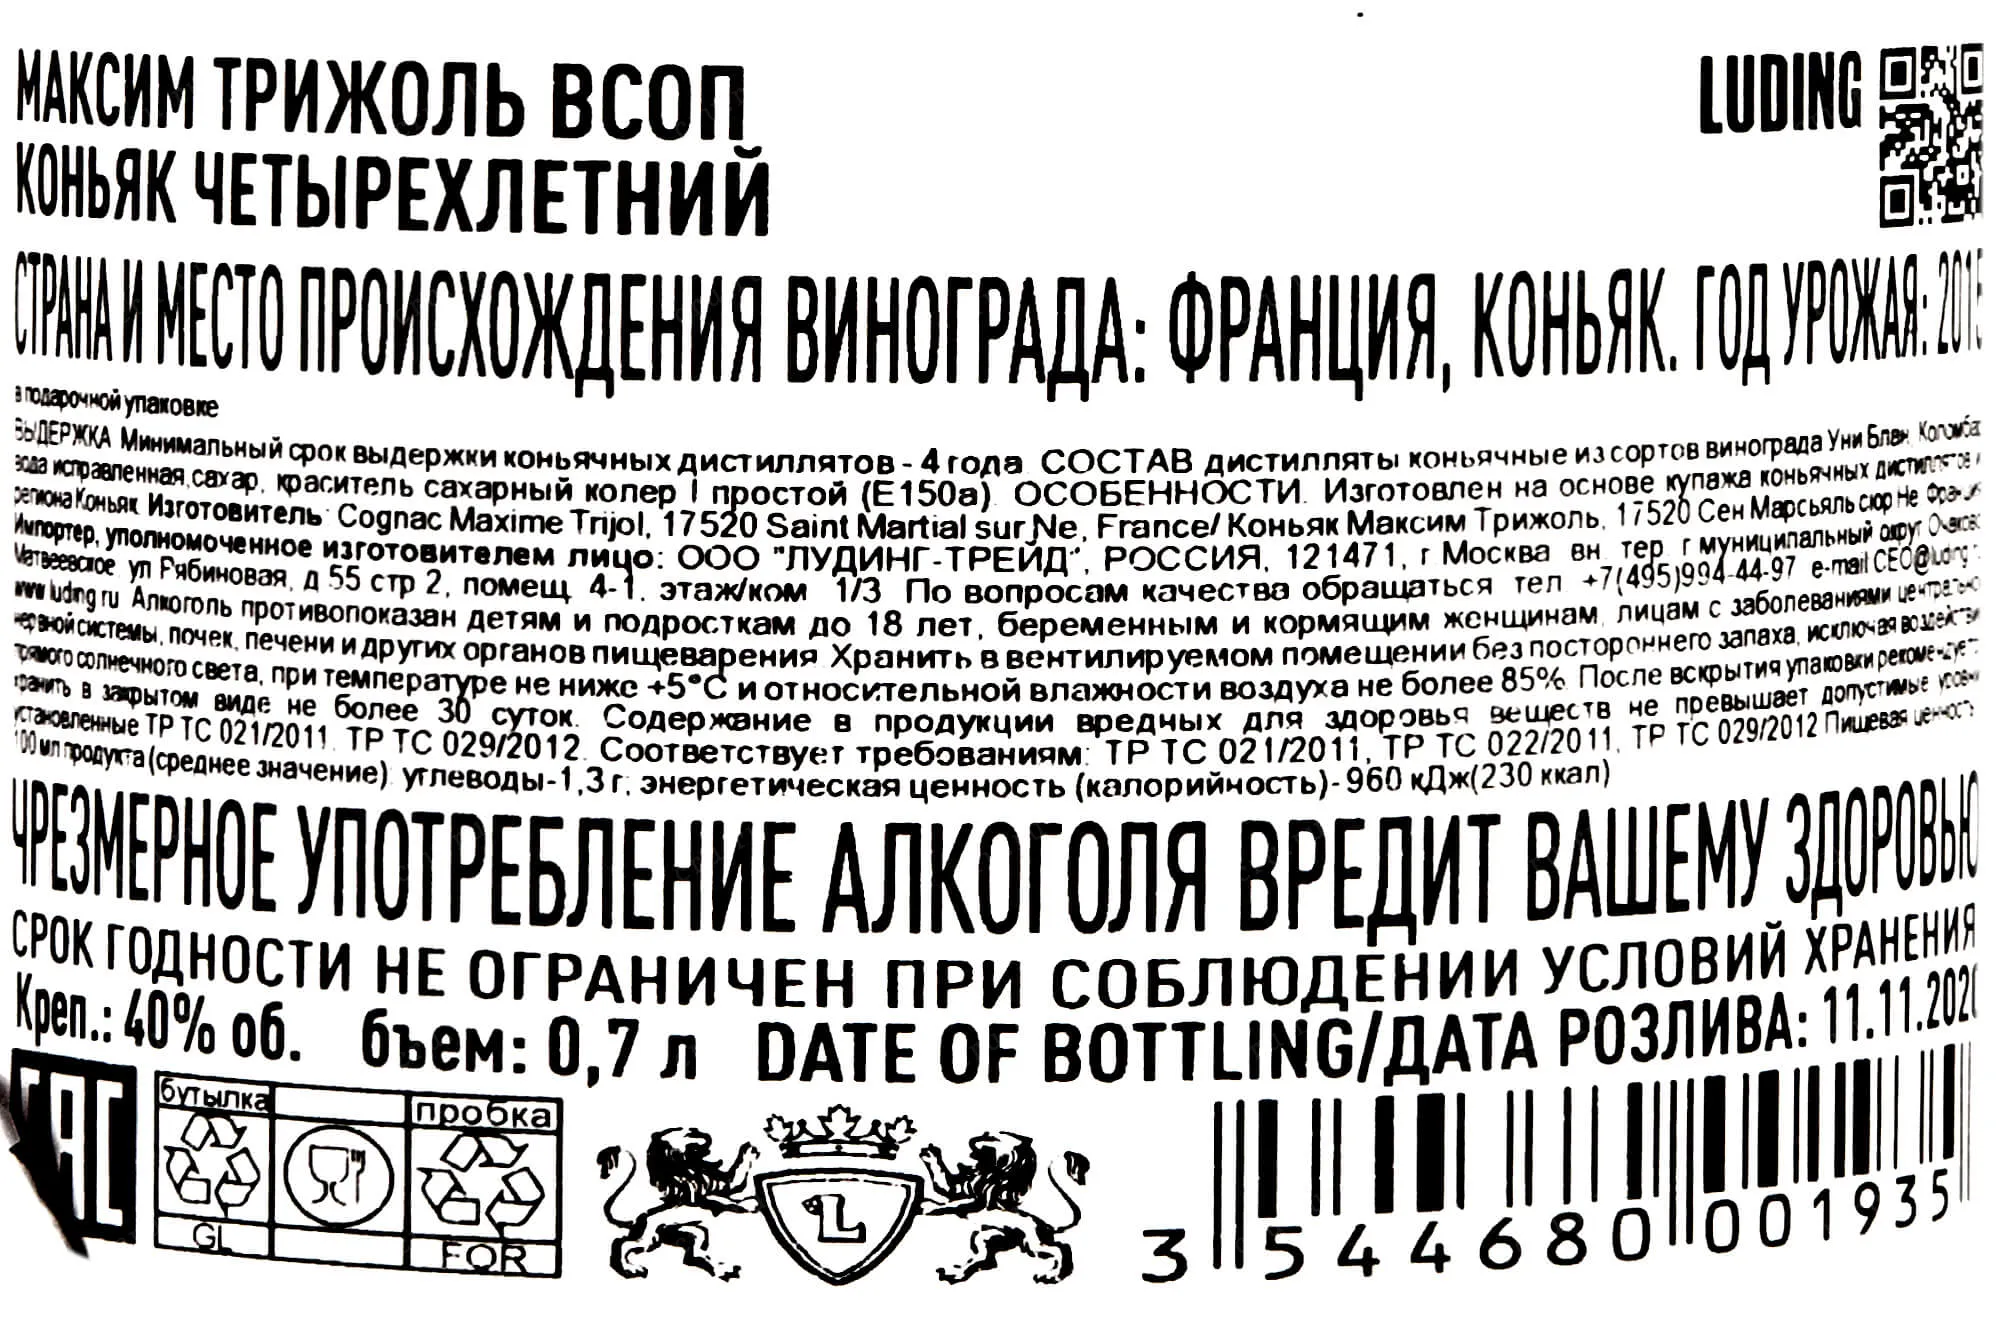 МАКСИМ ТРИЖОЛЬ ВСОП
LUDING
КОНЬЯК ЧЕТЫРЕХЛЕТНИЙ
СТРАНА И МЕСТО ПРОИСХОЖДЕНИЯ ВИНОГРАДА: ФРАНЦИЯ, КОНЬЯК. ГОД УРОЖАЯ:
в подарочной упаковке
ВЫДЕРЖКА Минимальный срок выдержки коньячных дистиллятов - 4 года СОСТАВ дистилляты коньячные из сортов винограда Уни Блан
вода исправленная, сахар, краситель сахарный колер I простой (E150a) ОСОБЕННОСТИ. Изготовлен на основе купажа коньячных
региона Коньяк Изготовитель: Cognac Maxime Trijol, 17520 Saint Martial sur Ne, France/ Коньяк Максим Трижоль, 17520 Сен Марсьяль сюр Не
Импортер, уполномоченное изготовителем лицо: ООО "ЛУДИНГ-ТРЕЙД", РОССИЯ, 121471, г Москва вн. тер. г муниципальный округ
Матвеевское ул Рябиновая, д 55 стр 2, помещ. 4-1, этаж/ком 1/3 По вопросам качества обращаться тел +7(495)994-44-97 e-mail
www luding ru Алкоголь противопоказан детям и подросткам до 18 лет, беременным и кормящим женщинам, лицам с заболеваниями
нервной системы, почек, печени и других органов пищеварения Хранить в вентилируемом помещении без постороннего запаха, исключая
прямого солнечного света, при температуре не ниже +5°C и относительной влажности воздуха не более 85% После вскрытия упаковки
хранить в закрытом виде не более 30 суток. Содержание в продукции вредных для здоровья веществ не превышает допустимые
установленные ТР ТС 021/2011, ТР ТС 029/2012. Соответствует требованиям: ТР ТС 021/2011, ТР ТС 022/2011, ТР ТС 029/2012 Пищевая
100 мл продукта (среднее значение) углеводы-1,3 г; энергетическая ценность (калорийность)- 960 кДж(230 ккал)
ЧРЕЗМЕРНОЕ УПОТРЕБЛЕНИЕ АЛКОГОЛЯ ВРЕДИТ ВАШЕМУ ЗДОРОВЬЮ
СРОК ГОДНОСТИ НЕ ОГРАНИЧЕН ПРИ СОБЛЮДЕНИИ УСЛОВИЙ ХРАНЕНИЯ
Креп.: 40% об. бъем: 0,7 л DATE OF BOTTLING/ДАТА РОЗЛИВА: 11.11.2020
EAC
бутылка
пробка
GL
FOR
L
3 544680 001935